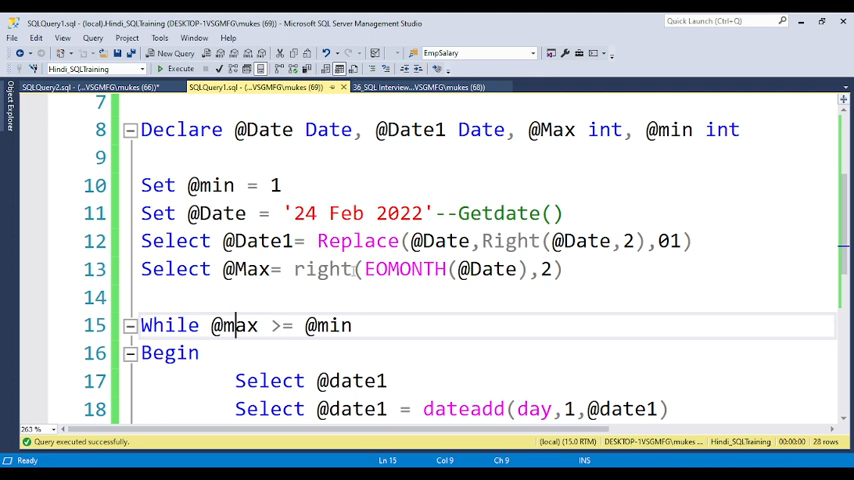 SQLQuery1.sql - (local).Hindi_SQLTraining (DESKTOP-1VSGMFG\mukes (69)) - Microsoft SQL Server Management Studio
Quick Launch (Ctrl+Q)
File Edit View Query Project Tools Window Help
New Query EmpSalary
Hindi_SQLTraining Execute
SQLQuery2.sql - (...VSGMFG\mukes (77))* SQLQuery1.sql - (...VSGMFG\mukes (69)) 36_SQL Interview...VSGMFG\mukes (68))
Object Explorer
7
8 Declare @Date Date, @Date1 Date, @Max int, @min int
9
10 Set @min = 1
11 Set @Date = '24 Feb 2022'--Getdate()
12 Select @Date1= Replace(@Date,Right(@Date,2),01)
13 Select @Max= right(EOMONTH(@Date),2)
14
15 While @max >= @min
16 Begin
17 Select @date1
18 Select @date1 = dateadd(day,1,@date1)
263 %
Query executed successfully. (local) (15.0 RTM) DESKTOP-1VSGMFG\mukes ... Hindi_SQLTraining 00:00:00 28 rows
Ready Ln 15 Col 9 Ch 9 INS